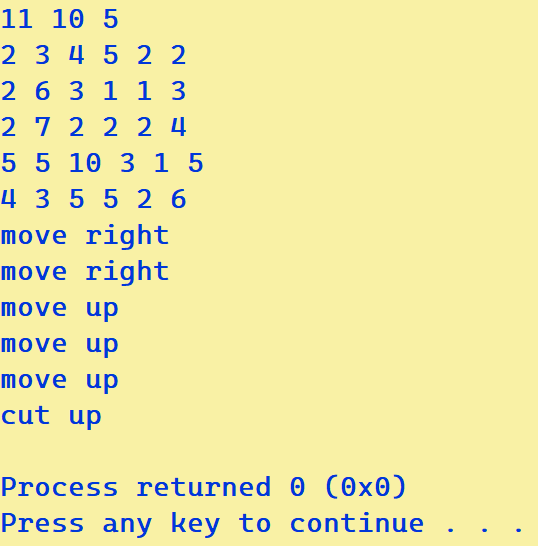 11 10 5
2 3 4 5 2 2
2 6 3 1 1 3
2 7 2 2 2 4
5 5 10 3 1 5
4 3 5 5 2 6
move right
move right
move up
move up
move up
cut up

Process returned 0 (0x0)
Press any key to continue . . .